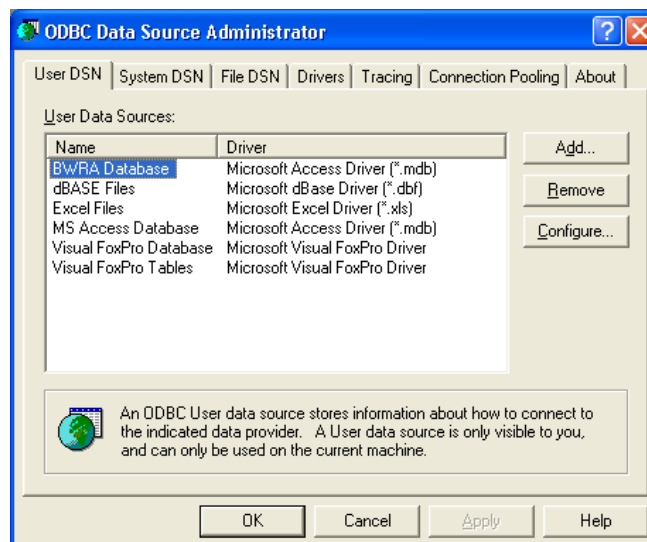 ODBC Data Source Administrator
User DSN System DSN File DSN Drivers Tracing Connection Pooling About
User Data Sources:
Name Driver
BWRA Database Microsoft Access Driver (*.mdb)
dBASE Files Microsoft dBase Driver (*.dbf)
Excel Files Microsoft Excel Driver (*.xls)
MS Access Database Microsoft Access Driver (*.mdb)
Visual FoxPro Database Microsoft Visual FoxPro Driver
Visual FoxPro Tables Microsoft Visual FoxPro Driver
Add...
Remove
Configure...
An ODBC User data source stores information about how to connect to
the indicated data provider. A User data source is only visible to you,
and can only be used on the current machine.
OK Cancel Apply Help